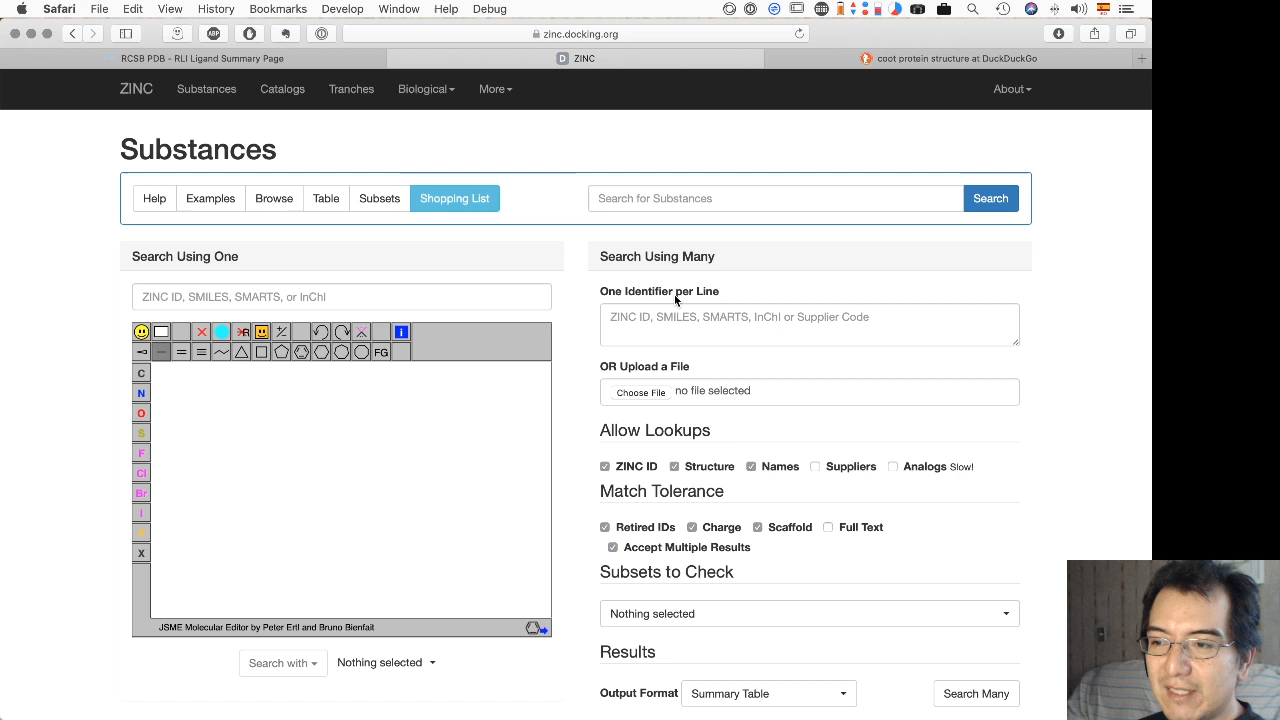 Safari File Edit View History Bookmarks Develop Window Help Debug
ABP
zinc.docking.org
RCSB PDB - RLI Ligand Summary Page
D ZINC
coot protein structure at DuckDuckGo
ZINC Substances Catalogs Tranches Biological More About
Substances
Help Examples Browse Table Subsets Shopping List
Search for Substances Search
Search Using One
ZINC ID, SMILES, SMARTS, or InChI
R +/-  i
FG
C
N
O
S
F
Cl
Br
I
X
JSME Molecular Editor by Peter Ertl and Bruno Bienfait
Search with Nothing selected
Search Using Many
One Identifier per Line
ZINC ID, SMILES, SMARTS, InChI or Supplier Code
OR Upload a File
Choose File no file selected
Allow Lookups
ZINC ID Structure Names Suppliers Analogs Slow!
Match Tolerance
Retired IDs Charge Scaffold Full Text
Accept Multiple Results
Subsets to Check
Nothing selected
Results
Output Format Summary Table Search Many